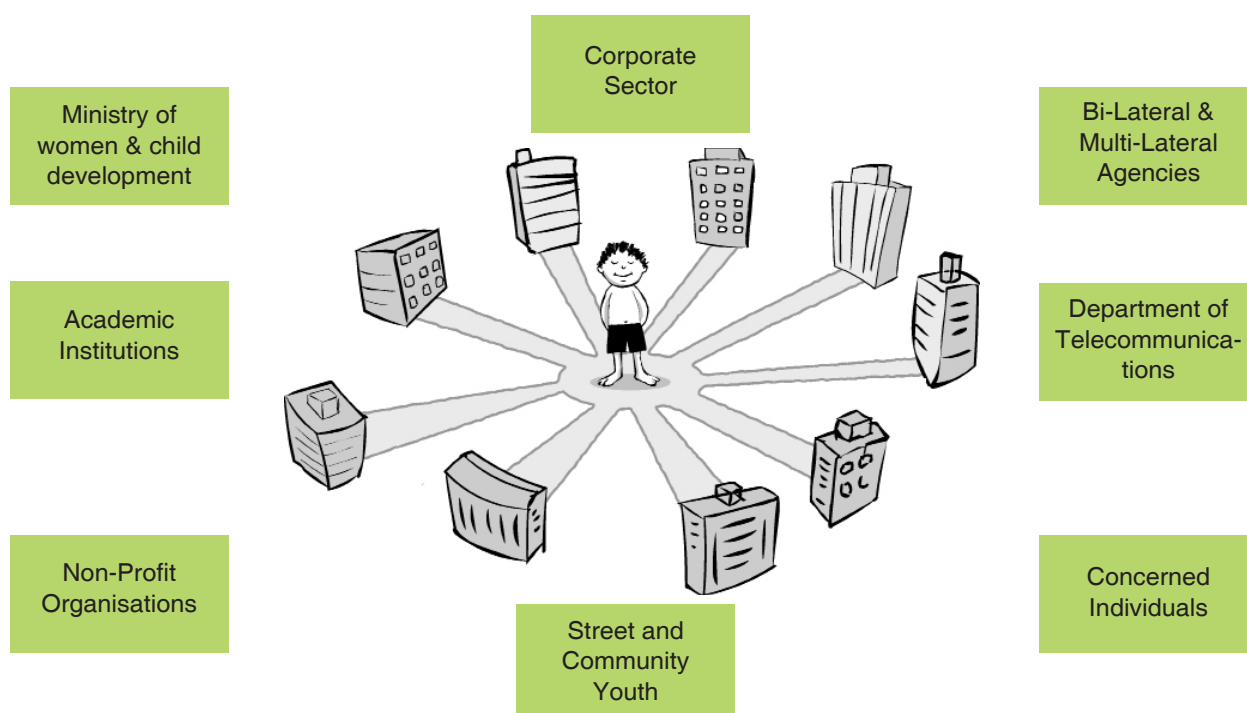 Corporate
Sector
Ministry of
women & child
development
Bi-Lateral &
Multi-Lateral
Agencies
Academic
Institutions
Department of
Telecommunica-
tions
Non-Profit
Organisations
Concerned
Individuals
Street and
Community
Youth